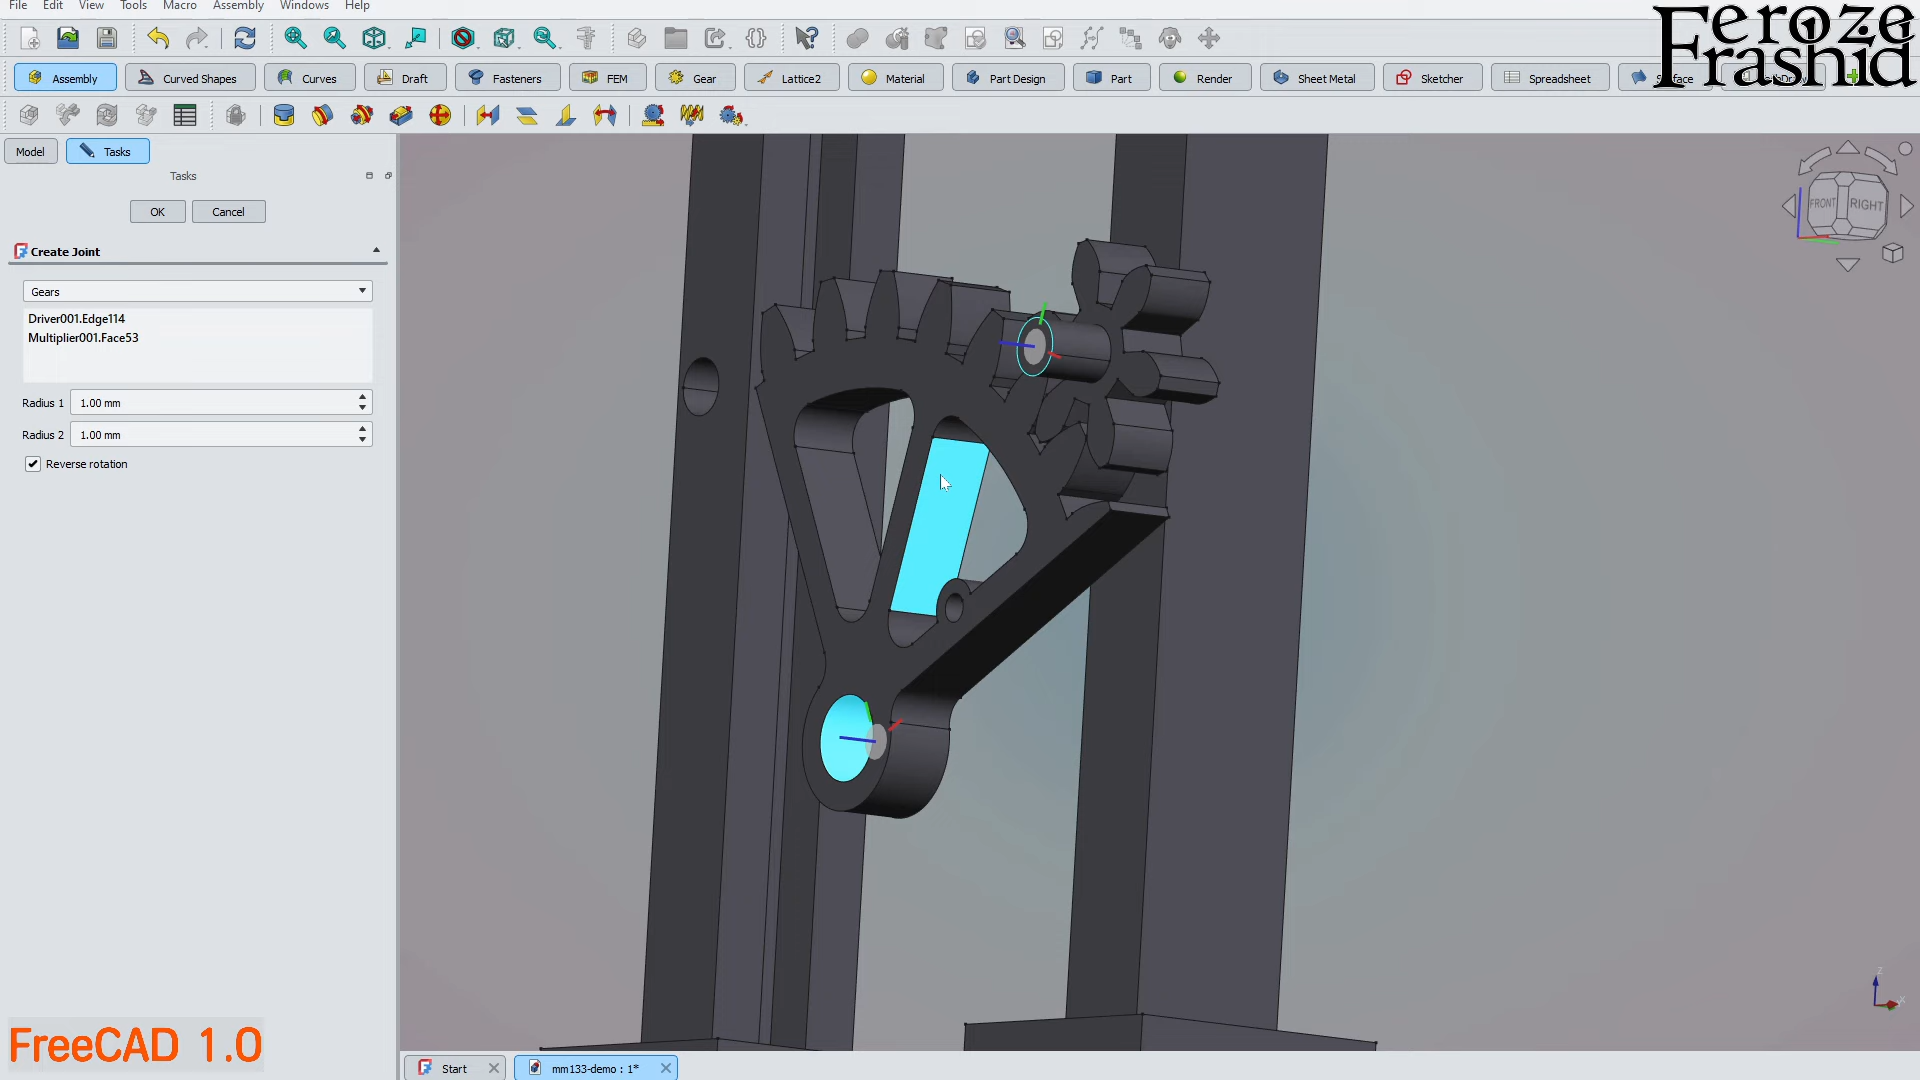 File Edit View Tools Macro Assembly Windows Help
Feroze
Frashid
Assembly Curved Shapes Curves Draft Fasteners FEM Gear Lattice2 Material Part Design Part Render Sheet Metal Sketcher Spreadsheet
Model Tasks
Tasks
OK Cancel
Create Joint
Gears
Driver001.Edge114
Multiplier001.Face53
Radius 1 1.00 mm
Radius 2 1.00 mm
Reverse rotation
FRONT RIGHT
Z
FreeCAD 1.0
Start mm133-demo : 1*